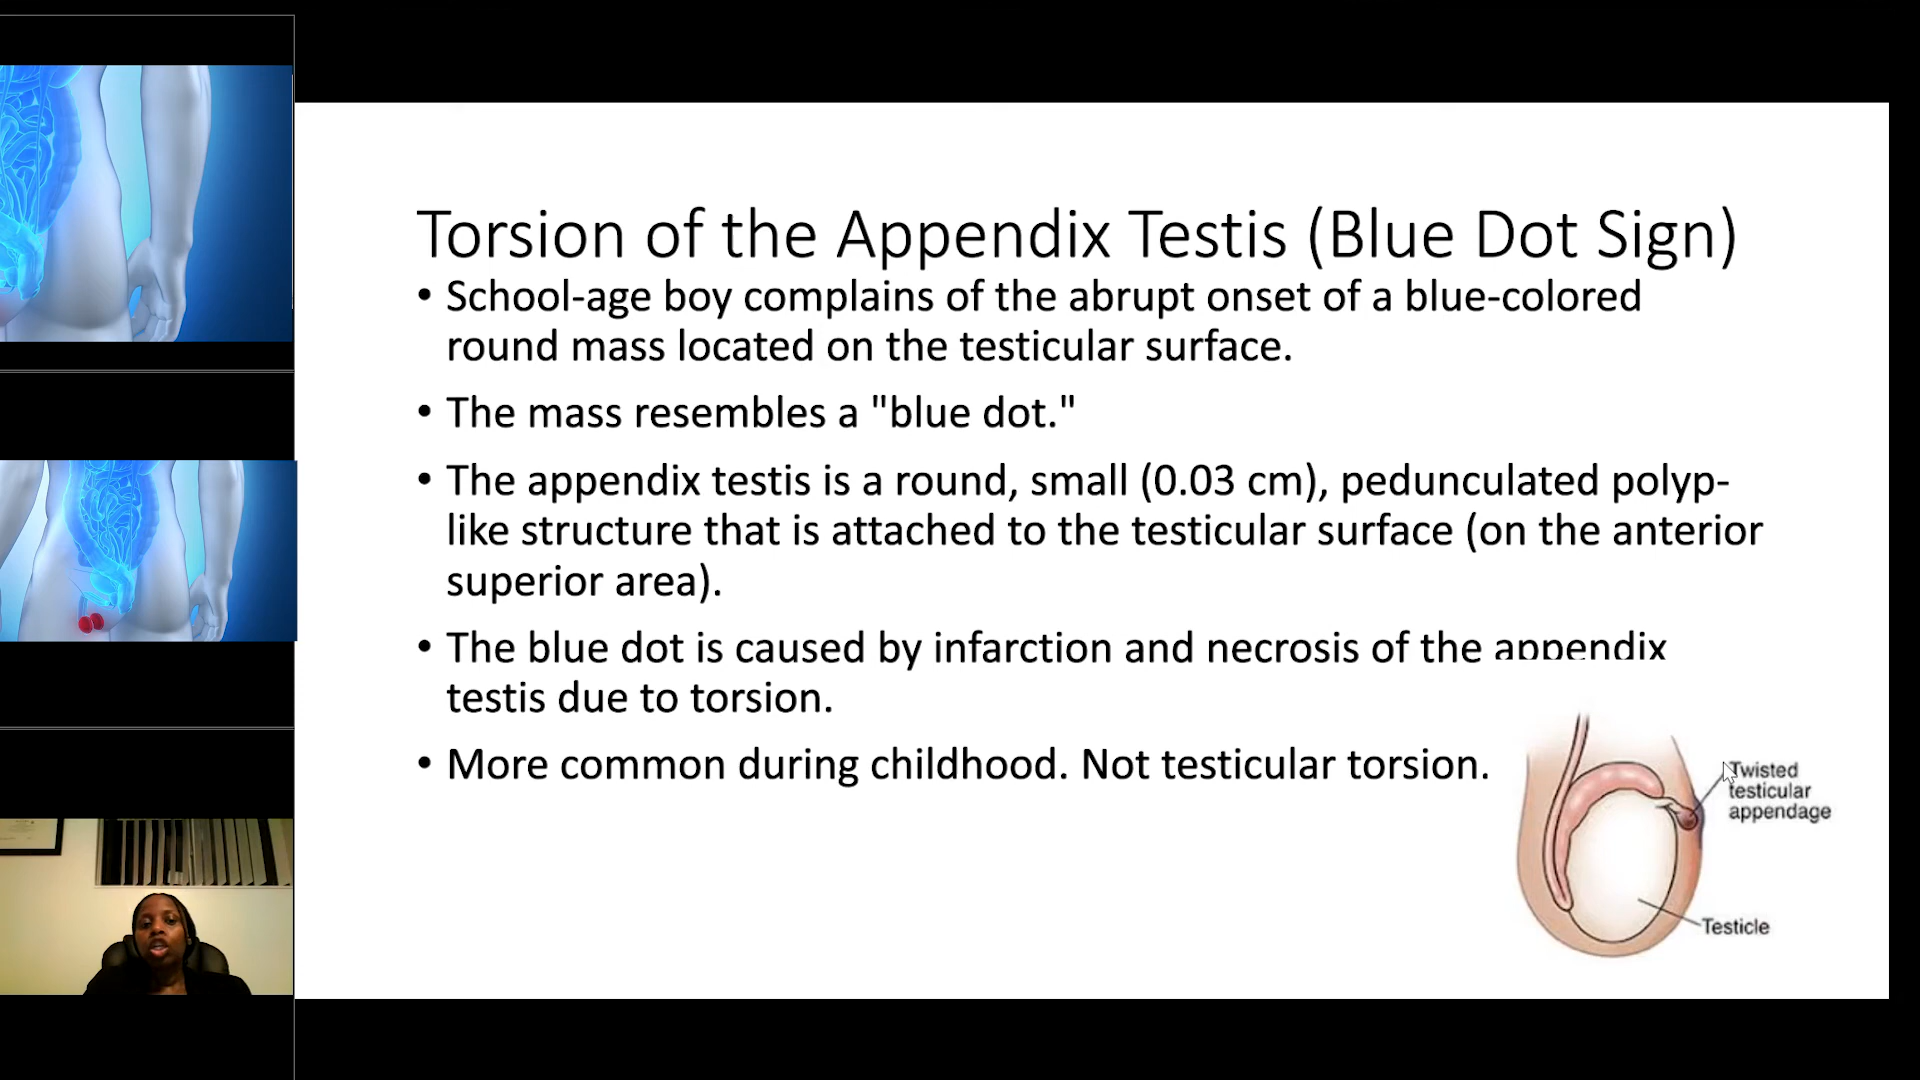 Torsion of the Appendix Testis (Blue Dot Sign)
• School-age boy complains of the abrupt onset of a blue-colored
round mass located on the testicular surface.
• The mass resembles a "blue dot."
• The appendix testis is a round, small (0.03 cm), pedunculated polyp-
like structure that is attached to the testicular surface (on the anterior
superior area).
• The blue dot is caused by infarction and necrosis of the appendix
testis due to torsion.
• More common during childhood. Not testicular torsion.
Twisted
testicular
appendage
Testicle